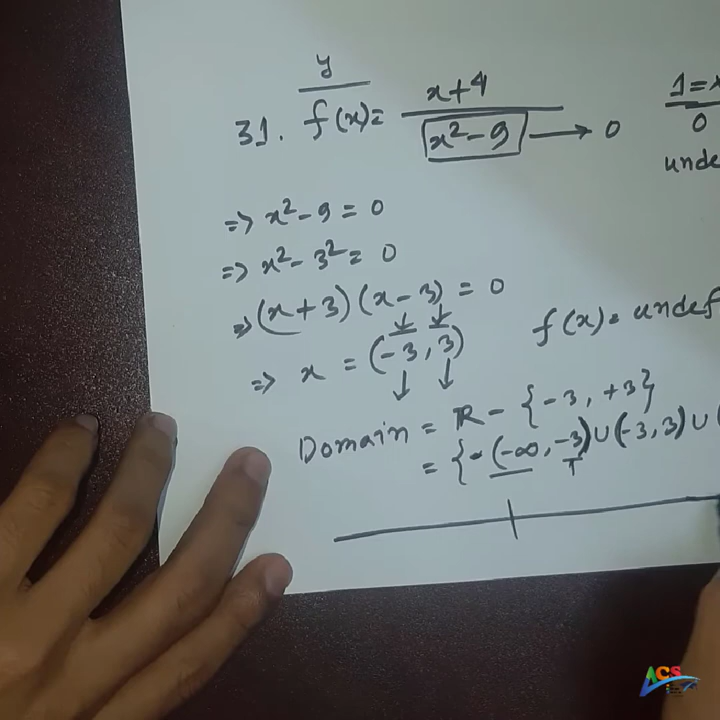 y
31. f(x) = x+4 / x²-9 → 0
1=x
0
unde
=> x²-9 = 0
=> x²-3² = 0
=> (x+3)(x-3) = 0
=> x = (-3, 3)
f(x) = undef
Domain = R - {-3, +3}
= {(-∞, -3)∪(-3, 3)∪(
ACS